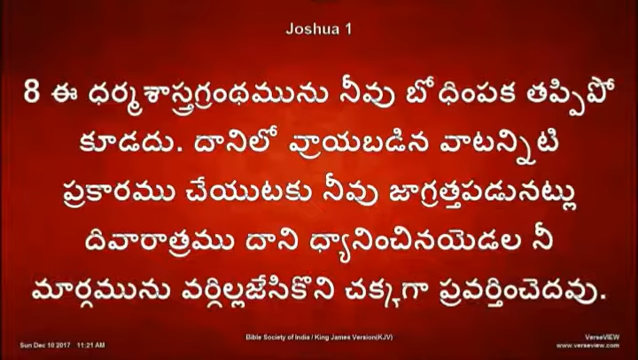 Joshua 1
8 ఈ ధర్మశాస్త్రగ్రంథమును నీవు బోధింపక తప్పిపో
కూడదు. దానిలో వ్రాయబడిన వాటన్నిటి
ప్రకారము చేయుటకు నీవు జాగ్రత్తపడునట్లు
దివారాత్రము దాని ధ్యానించినయెడల నీ
మార్గమును వర్ధిల్లజేసికొని చక్కగా ప్రవర్తించెదవు.
Bible Society of India / King James Version(KJV)
Sun Dec 10 2017 11:21 AM
VerseVIEW
www.verseview.com